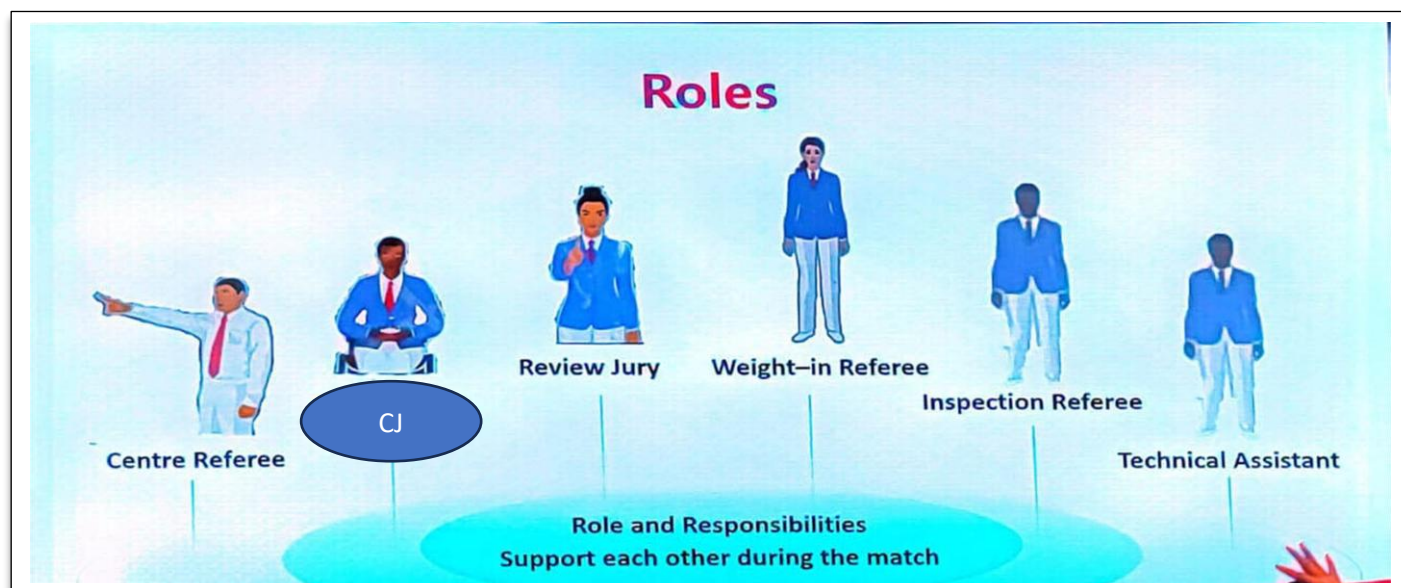 Roles
Review Jury
Weight–in Referee
Inspection Referee
CJ
Centre Referee
Technical Assistant
Role and Responsibilities
Support each other during the match